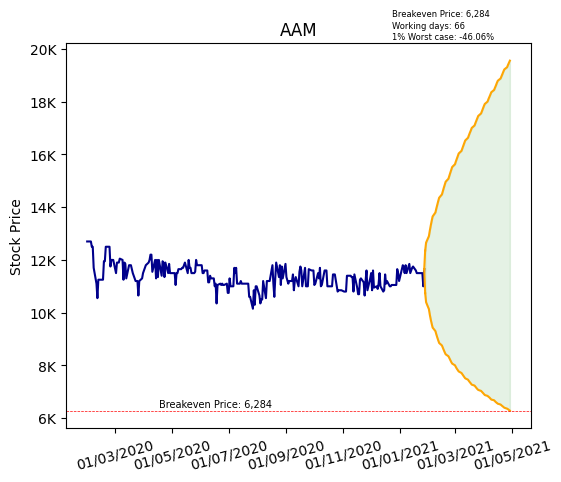 Breakeven Price: 6,284
Working days: 66
1% Worst case: -46.06%
AAM
Stock Price
20K
18K
16K
14K
12K
10K
8K
6K
Breakeven Price: 6,284
01/03/2020
01/05/2020
01/07/2020
01/09/2020
01/11/2020
01/01/2021
01/03/2021
01/05/2021